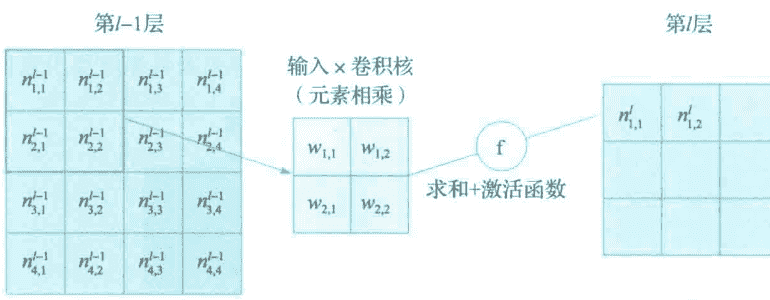 第l−1层
第l层
输入×卷积核
（元素相乘）
n^{l−1}_{1,1} n^{l−1}_{1,2} n^{l−1}_{1,3} n^{l−1}_{1,4}
n^{l−1}_{2,1} n^{l−1}_{2,2} n^{l−1}_{2,3} n^{l−1}_{2,4}
n^{l−1}_{3,1} n^{l−1}_{3,2} n^{l−1}_{3,3} n^{l−1}_{3,4}
n^{l−1}_{4,1} n^{l−1}_{4,2} n^{l−1}_{4,3} n^{l−1}_{4,4}
w_{1,1} w_{1,2}
w_{2,1} w_{2,2}
f
求和+激活函数
n^{l}_{1,1} n^{l}_{1,2}